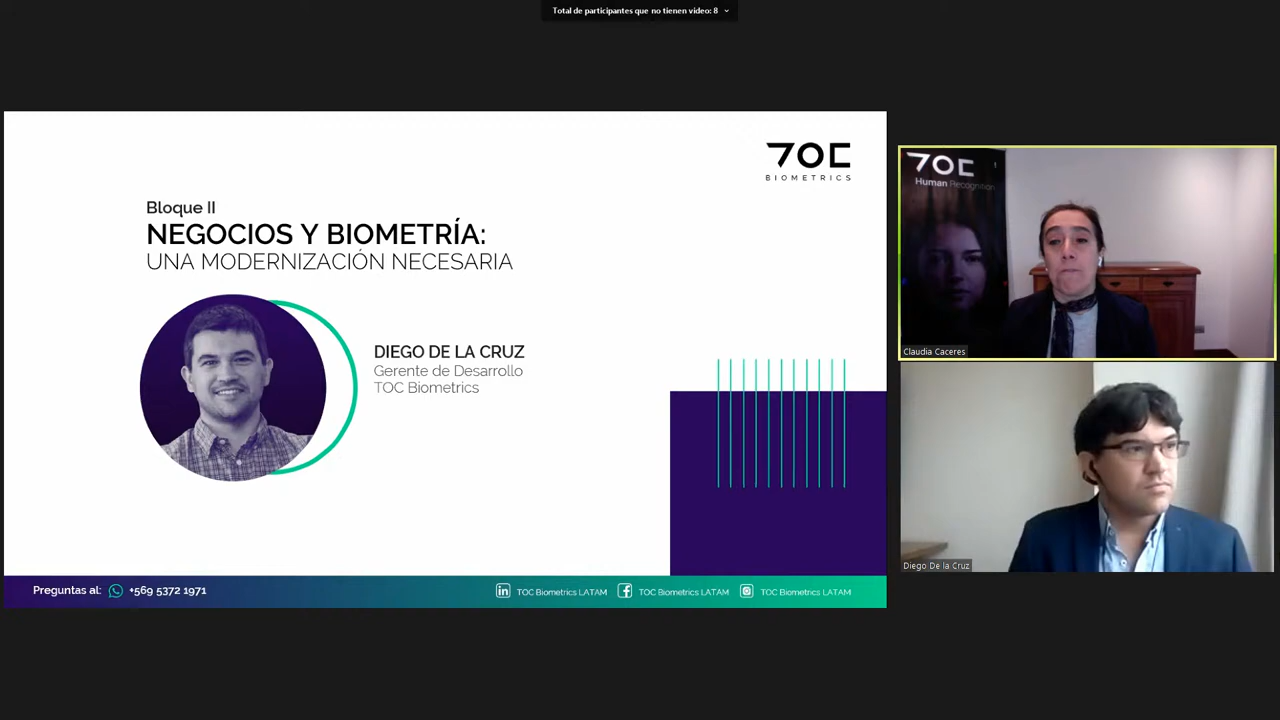 Total de participantes que no tienen video: 8
TOC
BIOMETRICS
Bloque II
NEGOCIOS Y BIOMETRÍA:
UNA MODERNIZACIÓN NECESARIA
DIEGO DE LA CRUZ
Gerente de Desarrollo
TOC Biometrics
Preguntas al: +569 5372 1971
TOC Biometrics LATAM
TOC Biometrics LATAM
TOC Biometrics LATAM
TOC
Human Recognition
Claudia Caceres
Diego De la Cruz